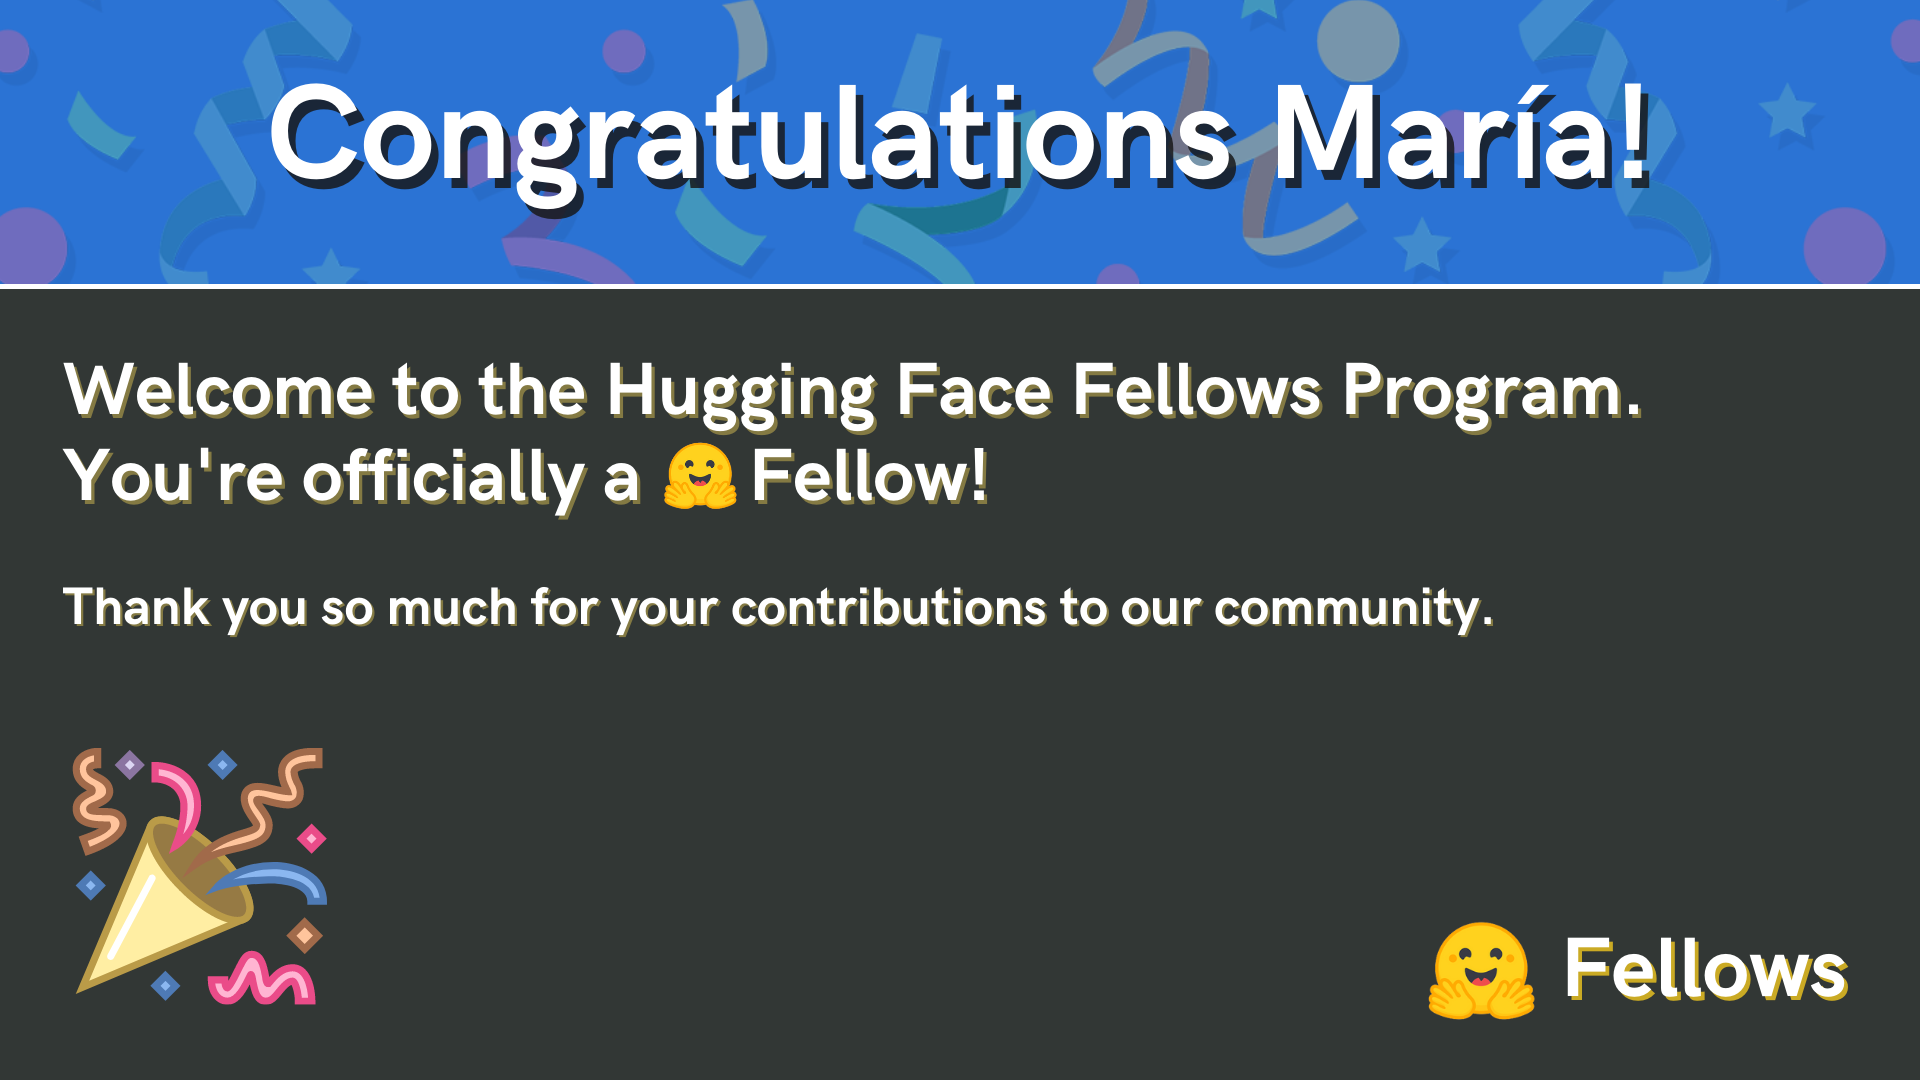 Congratulations María!
Welcome to the Hugging Face Fellows Program.
You're officially a 🤗 Fellow!
Thank you so much for your contributions to our community.
🤗 Fellows